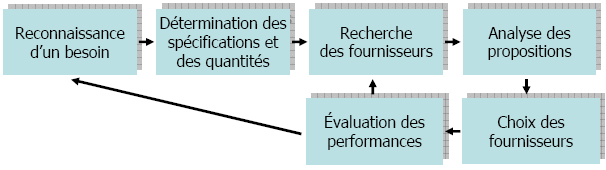 Reconnaissance
d'un besoin
Détermination des
spécifications et
des quantités
Recherche
des fournisseurs
Analyse des
propositions
Évaluation des
performances
Choix des
fournisseurs